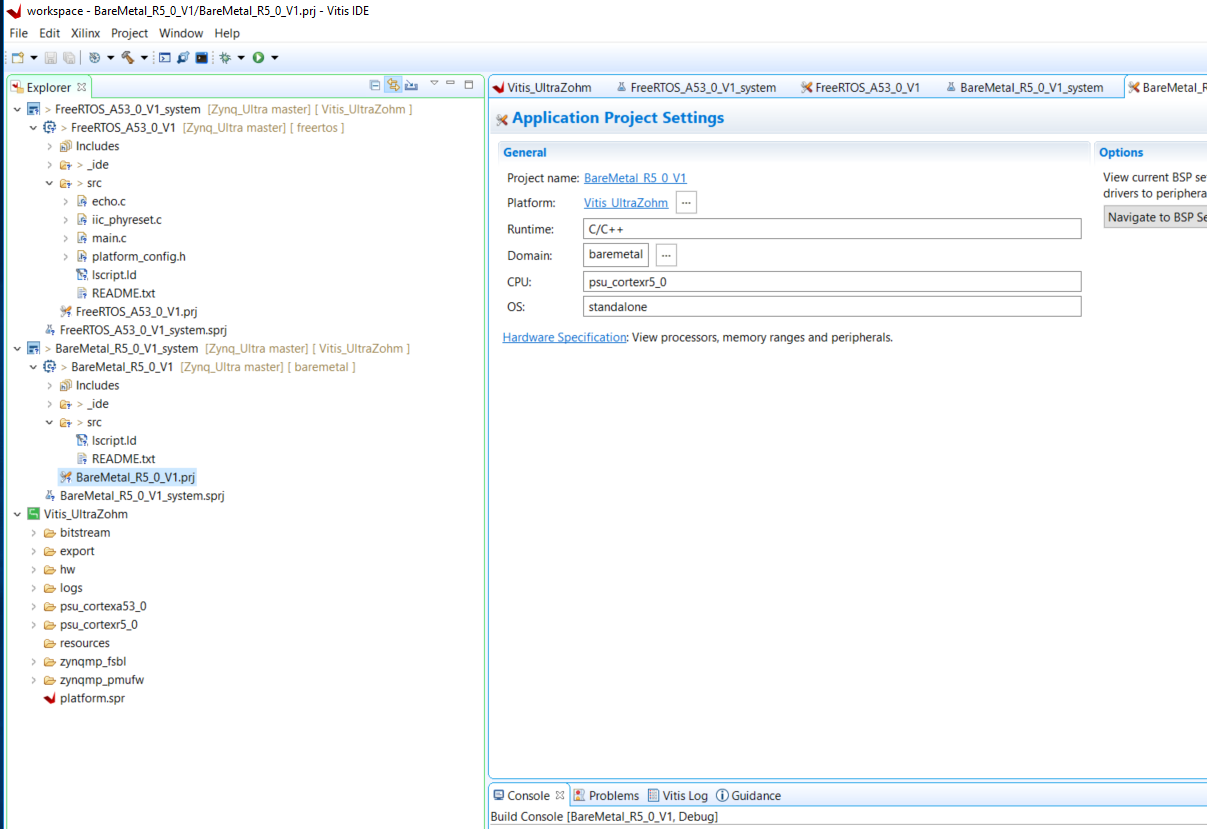 workspace - BareMetal_R5_0_V1/BareMetal_R5_0_V1.prj - Vitis IDE
File Edit Xilinx Project Window Help
Explorer
> FreeRTOS_A53_0_V1_system [Zynq_Ultra master] [ Vitis_UltraZohm ]
> FreeRTOS_A53_0_V1 [Zynq_Ultra master] [ freertos ]
Includes
> _ide
> src
echo.c
iic_phyreset.c
main.c
platform_config.h
lscript.ld
README.txt
FreeRTOS_A53_0_V1.prj
FreeRTOS_A53_0_V1_system.sprj
> BareMetal_R5_0_V1_system [Zynq_Ultra master] [ Vitis_UltraZohm ]
> BareMetal_R5_0_V1 [Zynq_Ultra master] [ baremetal ]
Includes
> _ide
> src
lscript.ld
README.txt
BareMetal_R5_0_V1.prj
BareMetal_R5_0_V1_system.sprj
Vitis_UltraZohm
bitstream
export
hw
logs
psu_cortexa53_0
psu_cortexr5_0
resources
zynqmp_fsbl
zynqmp_pmufw
platform.spr
Vitis_UltraZohm FreeRTOS_A53_0_V1_system FreeRTOS_A53_0_V1 BareMetal_R5_0_V1_system BareMetal_R
Application Project Settings
General
Project name: BareMetal_R5_0_V1
Platform: Vitis_UltraZohm ...
Runtime: C/C++
Domain: baremetal ...
CPU: psu_cortexr5_0
OS: standalone
Hardware Specification: View processors, memory ranges and peripherals.
Options
View current BSP se
drivers to periphera
Navigate to BSP Se
Console Problems Vitis Log Guidance
Build Console [BareMetal_R5_0_V1, Debug]